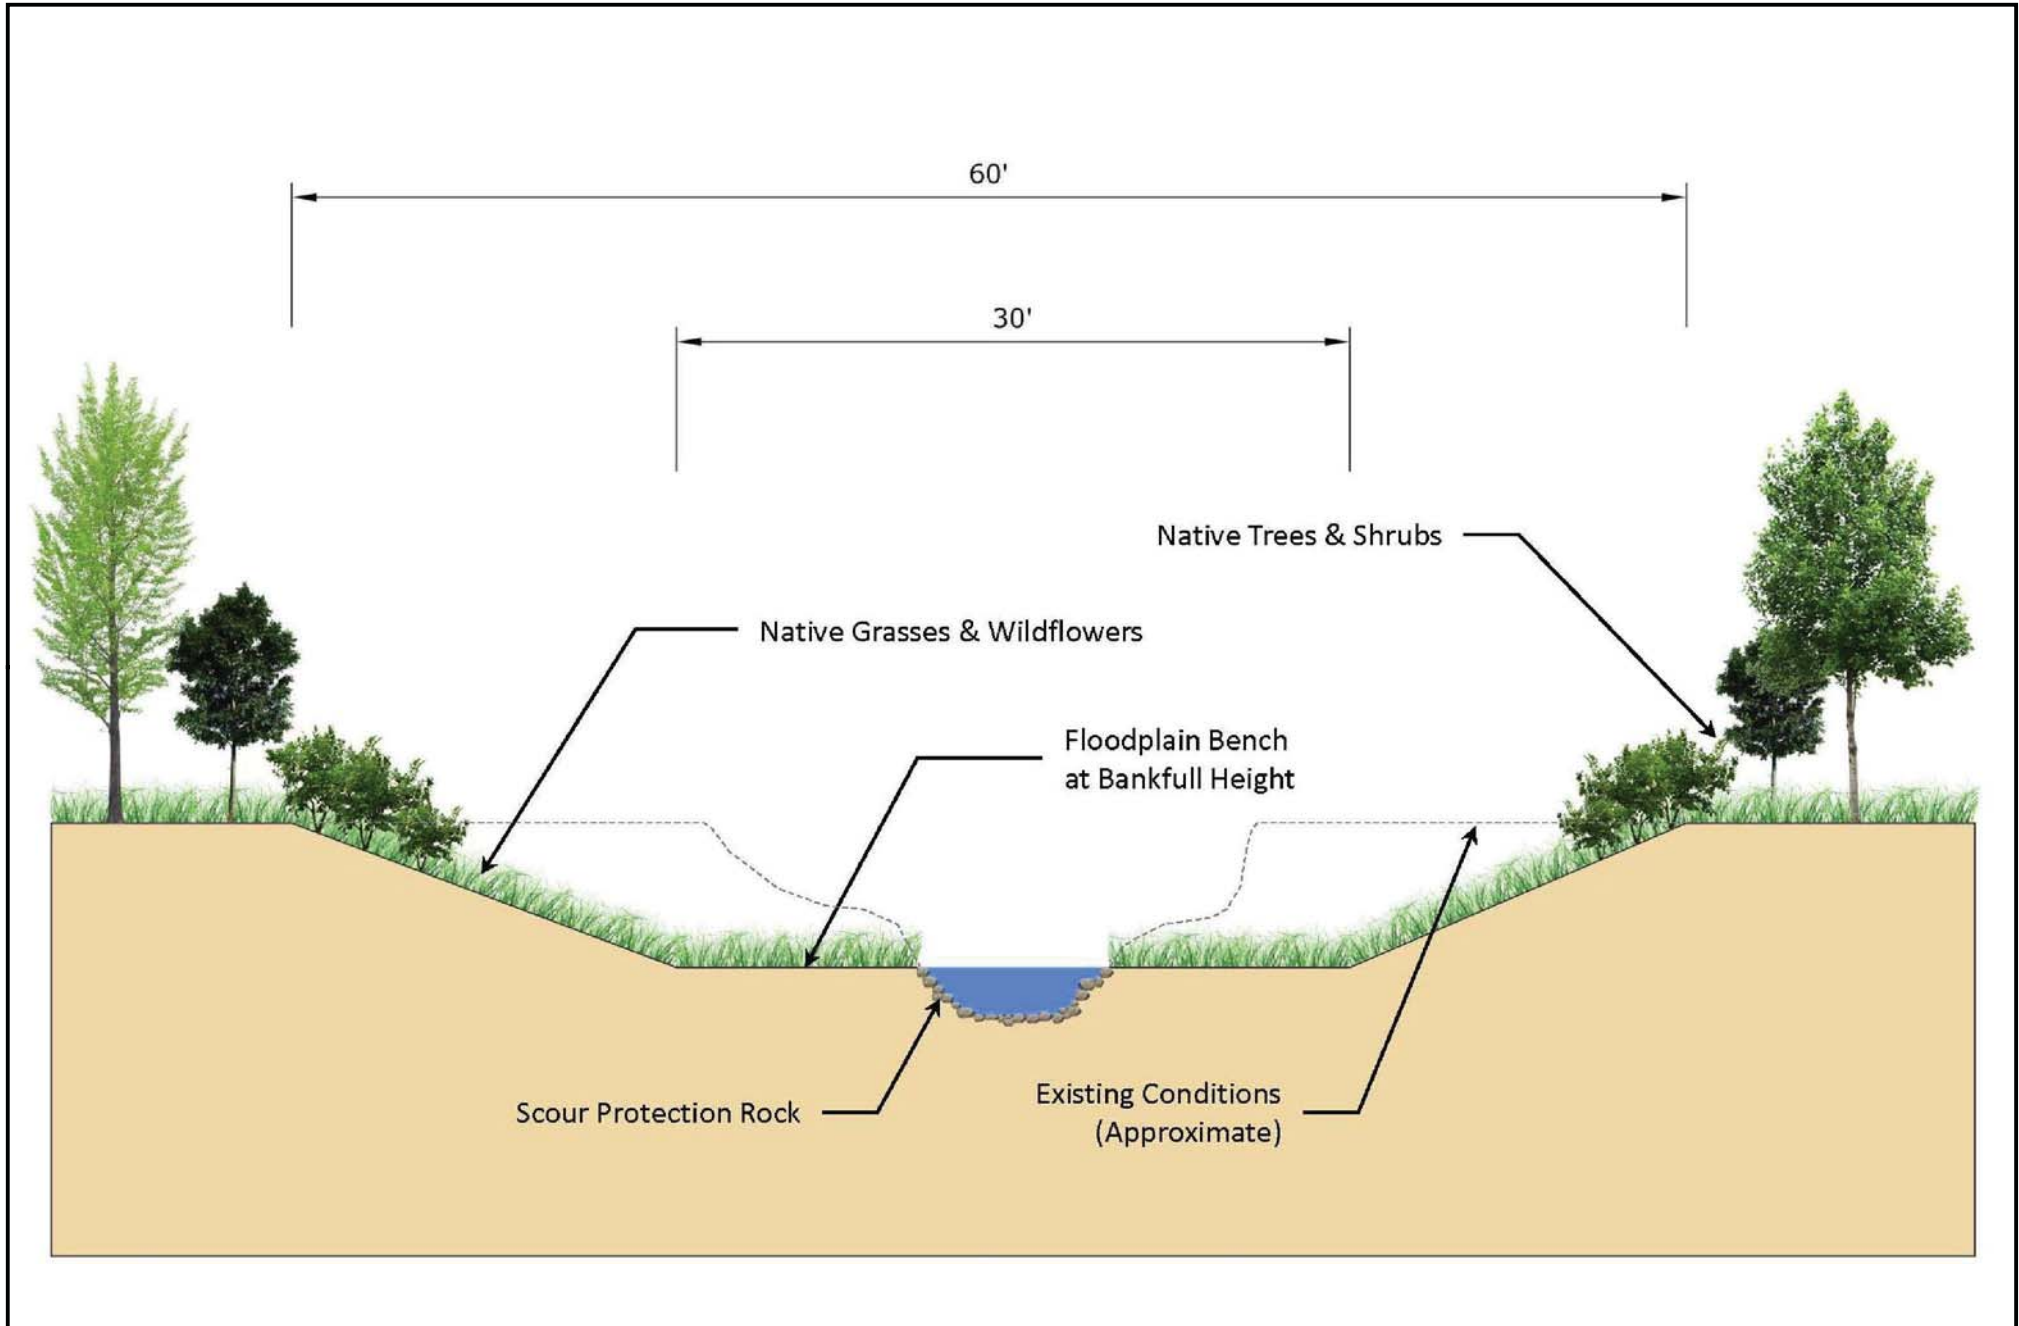 60'
30'
Native Trees & Shrubs
Native Grasses & Wildflowers
Floodplain Bench
at Bankfull Height
Scour Protection Rock
Existing Conditions
(Approximate)